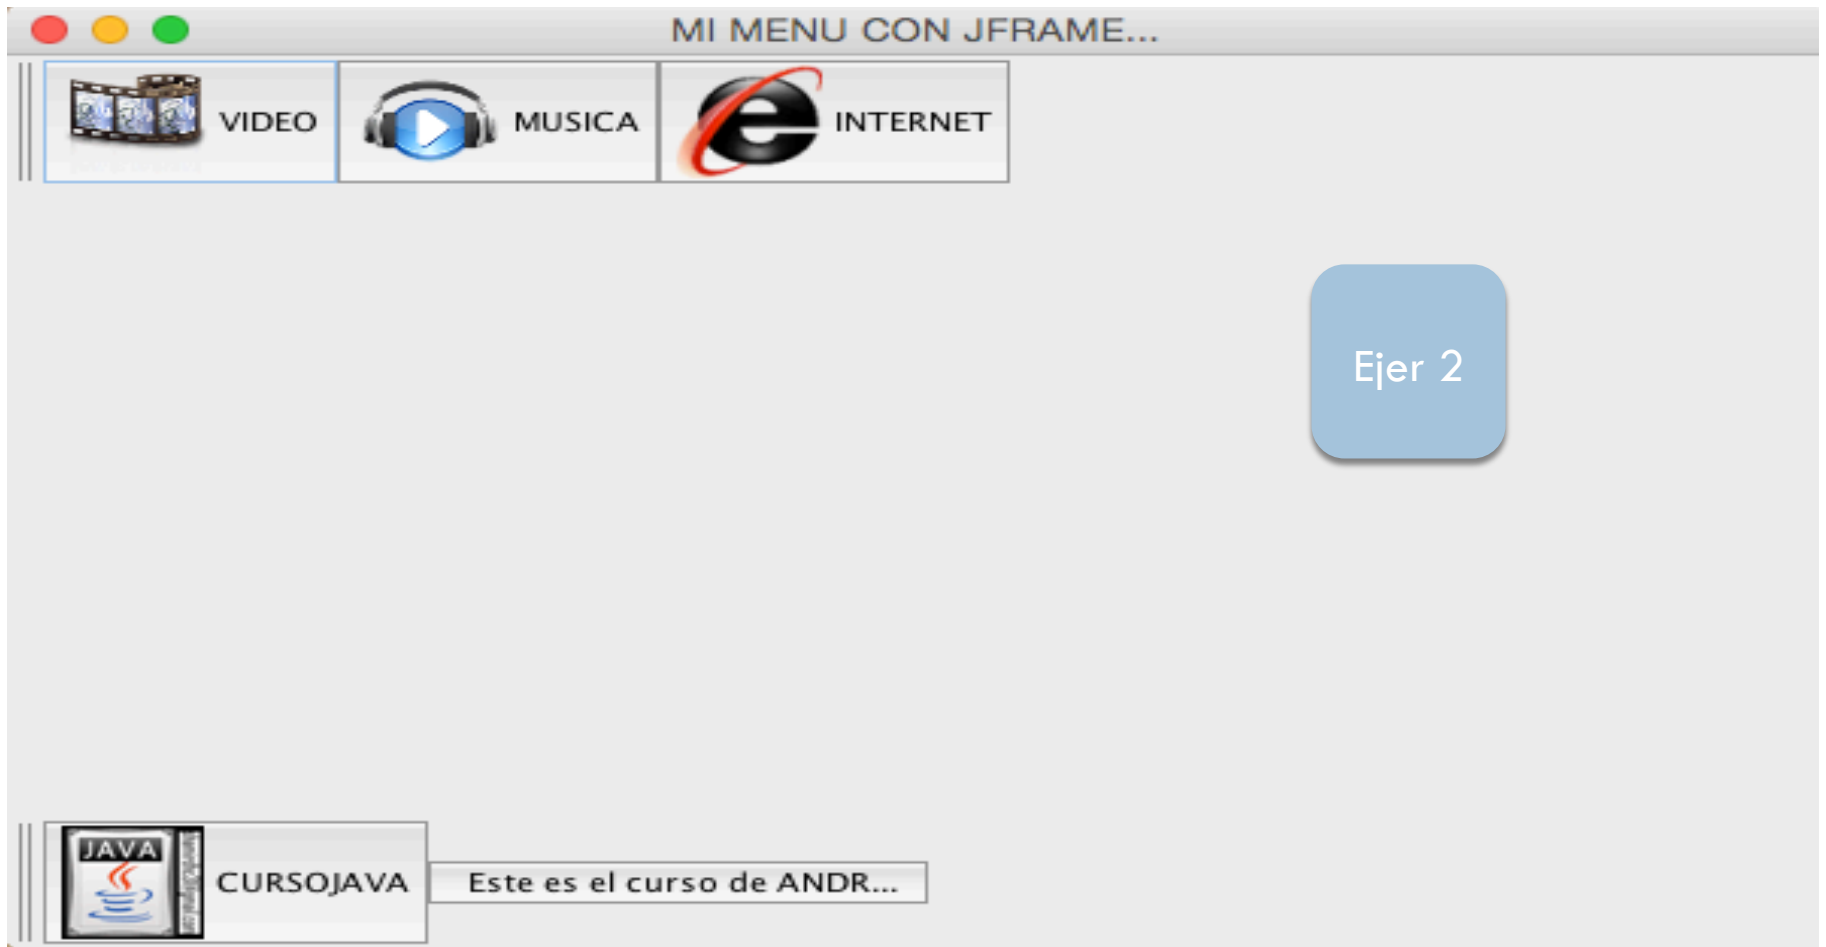 MI MENU CON JFRAME...
VIDEO
MUSICA
INTERNET
Ejer 2
JAVA
CURSOJAVA
Este es el curso de ANDR...